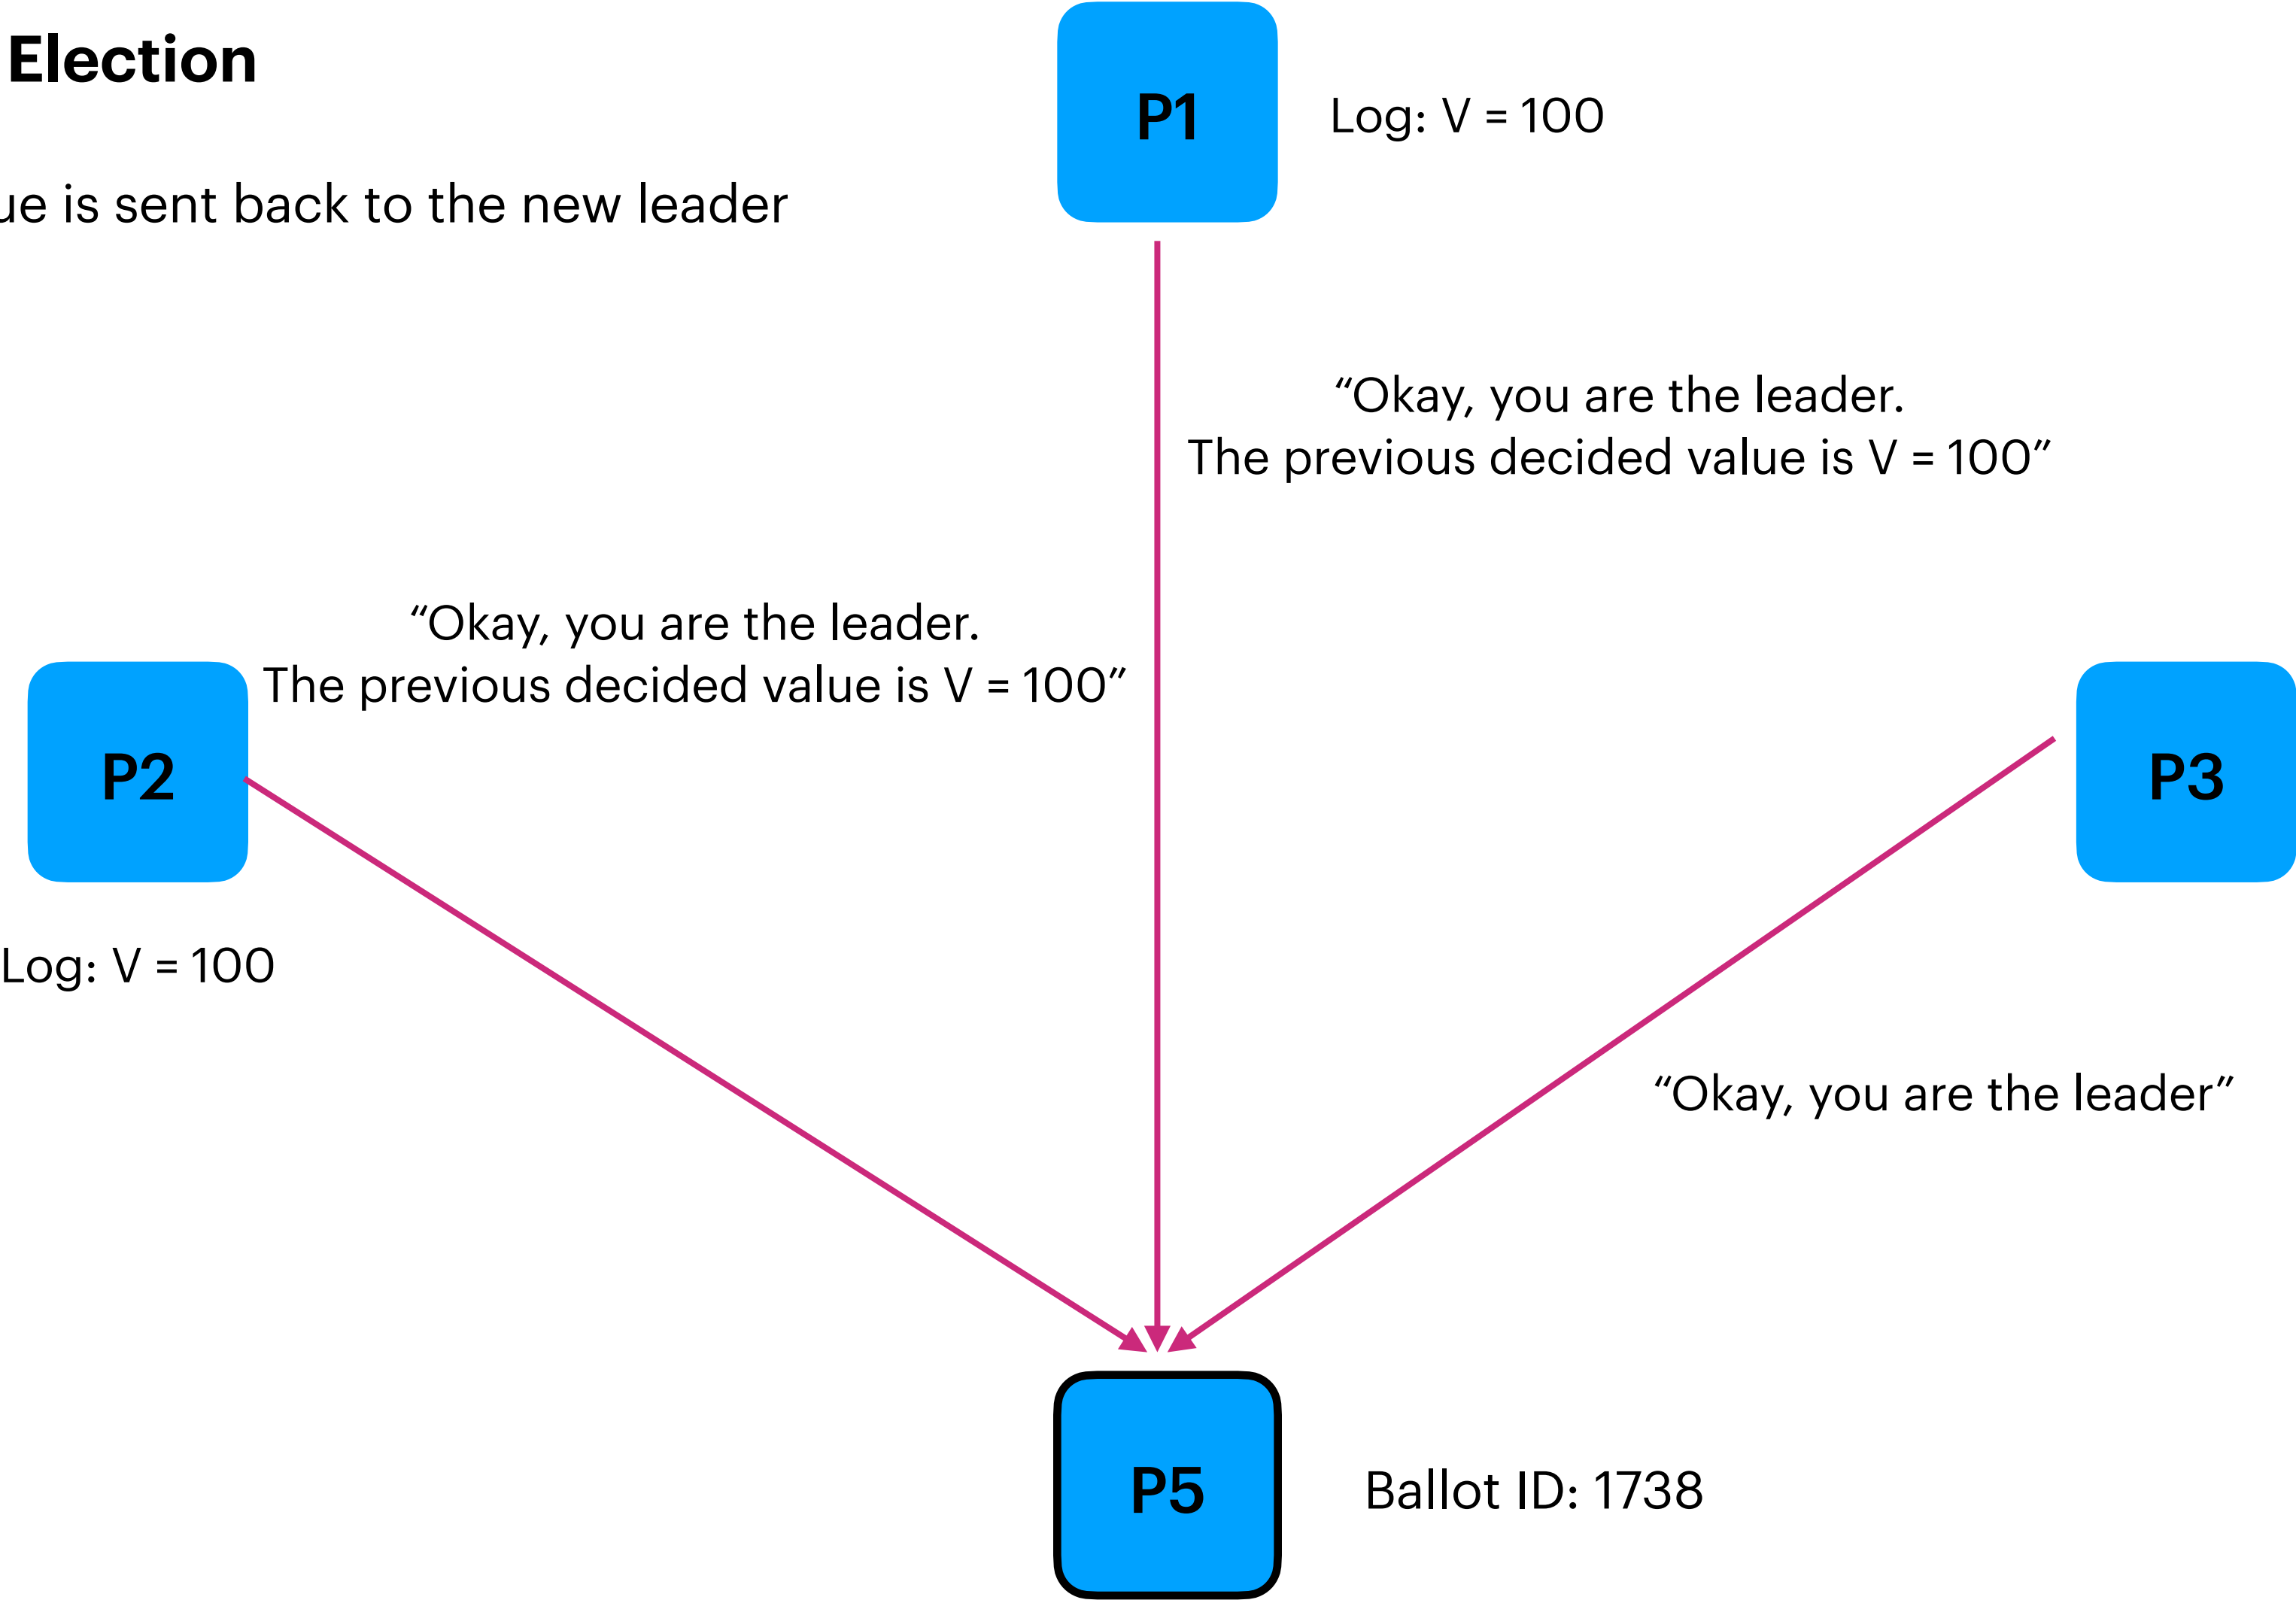 Election
P1
Log: V = 100
is sent back to the new leader
“Okay, you are the leader.
The previous decided value is V = 100”
“Okay, you are the leader.
The previous decided value is V = 100”
P2
P3
Log: V = 100
“Okay, you are the leader”
P5
Ballot ID: 1738